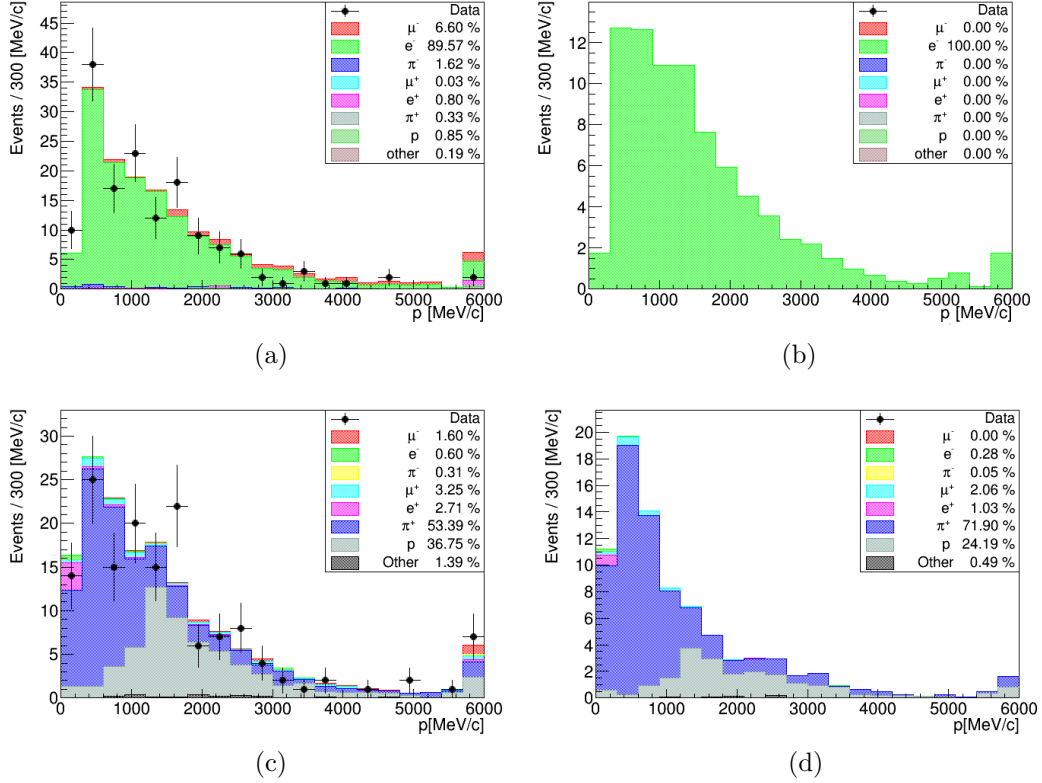 Data
μ⁻ 6.60 %
e⁻ 89.57 %
π⁻ 1.62 %
μ⁺ 0.03 %
e⁺ 0.80 %
π⁺ 0.33 %
p 0.85 %
other 0.19 %
Events / 300 [MeV/c]
45
40
35
30
25
20
15
10
5
0
0 1000 2000 3000 4000 5000 6000
p [MeV/c]
(a)
Data
μ⁻ 0.00 %
e⁻ 100.00 %
π⁻ 0.00 %
μ⁺ 0.00 %
e⁺ 0.00 %
π⁺ 0.00 %
p 0.00 %
other 0.00 %
Events / 300 [MeV/c]
12
10
8
6
4
2
0
0 1000 2000 3000 4000 5000 6000
p [MeV/c]
(b)
Data
μ⁻ 1.60 %
e⁻ 0.60 %
π⁻ 0.31 %
μ⁺ 3.25 %
e⁺ 2.71 %
π⁺ 53.39 %
p 36.75 %
Other 1.39 %
Events / 300 [MeV/c]
30
25
20
15
10
5
0
0 1000 2000 3000 4000 5000 6000
p[MeV/c]
(c)
Data
μ⁻ 0.00 %
e⁻ 0.28 %
π⁻ 0.05 %
μ⁺ 2.06 %
e⁺ 1.03 %
π⁺ 71.90 %
p 24.19 %
Other 0.49 %
Events / 300 [MeV/c]
20
18
16
14
12
10
8
6
4
2
0
0 1000 2000 3000 4000 5000 6000
p[MeV/c]
(d)